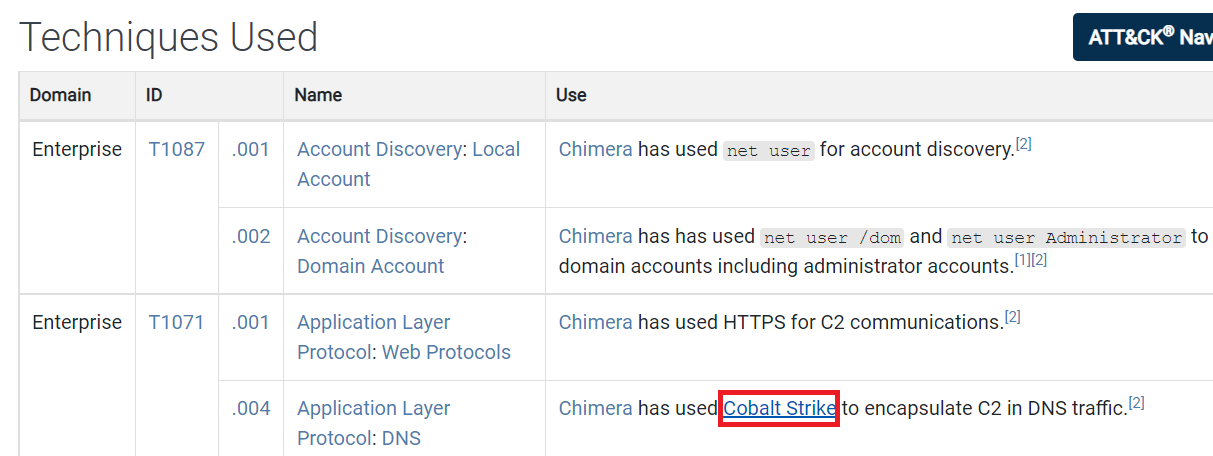 Techniques Used
ATT&CK® Nav
Domain ID Name Use
Enterprise T1087 .001 Account Discovery: Local Chimera has used net user for account discovery.[2]
Account
.002 Account Discovery: Chimera has has used net user /dom and net user Administrator to
Domain Account domain accounts including administrator accounts.[1][2]
Enterprise T1071 .001 Application Layer Chimera has used HTTPS for C2 communications.[2]
Protocol: Web Protocols
.004 Application Layer Chimera has used Cobalt Strike to encapsulate C2 in DNS traffic.[2]
Protocol: DNS